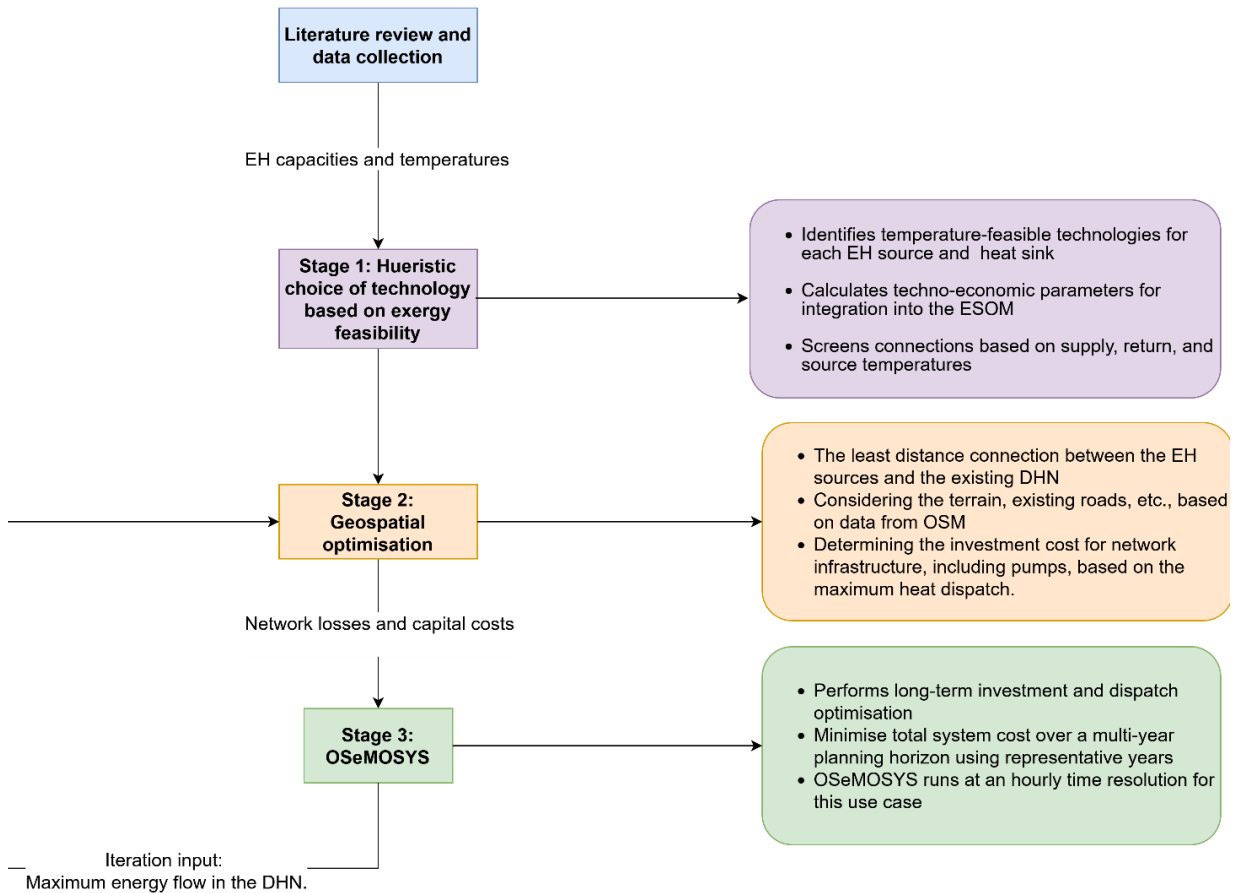 Literature review and
data collection
EH capacities and temperatures
Stage 1: Hueristic
choice of technology
based on exergy
feasibility
• Identifies temperature-feasible technologies for
each EH source and heat sink
• Calculates techno-economic parameters for
integration into the ESOM
• Screens connections based on supply, return, and
source temperatures
Stage 2:
Geospatial
optimisation
• The least distance connection between the EH
sources and the existing DHN
• Considering the terrain, existing roads, etc., based
on data from OSM
• Determining the investment cost for network
infrastructure, including pumps, based on the
maximum heat dispatch.
Network losses and capital costs
Stage 3:
OSeMOSYS
• Performs long-term investment and dispatch
optimisation
• Minimise total system cost over a multi-year
planning horizon using representative years
• OSeMOSYS runs at an hourly time resolution for
this use case
Iteration input:
Maximum energy flow in the DHN.